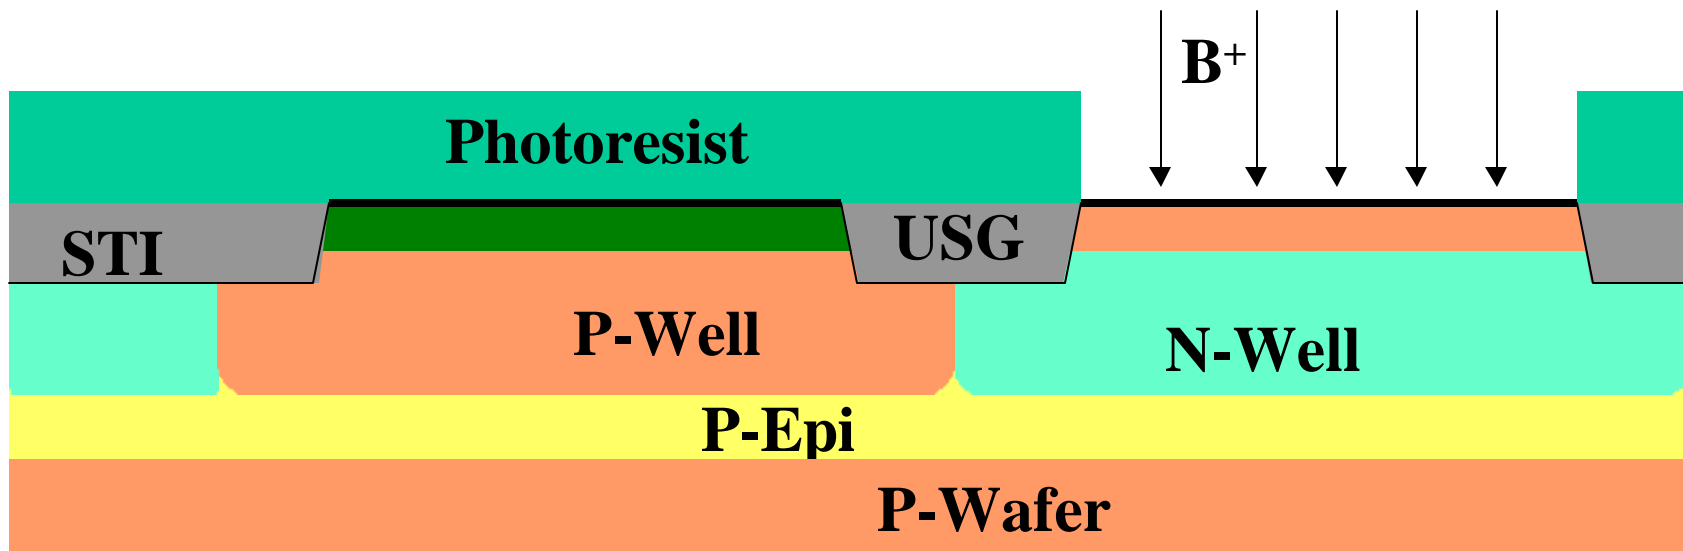 B⁺
Photoresist
STI
USG
P-Well
N-Well
P-Epi
P-Wafer